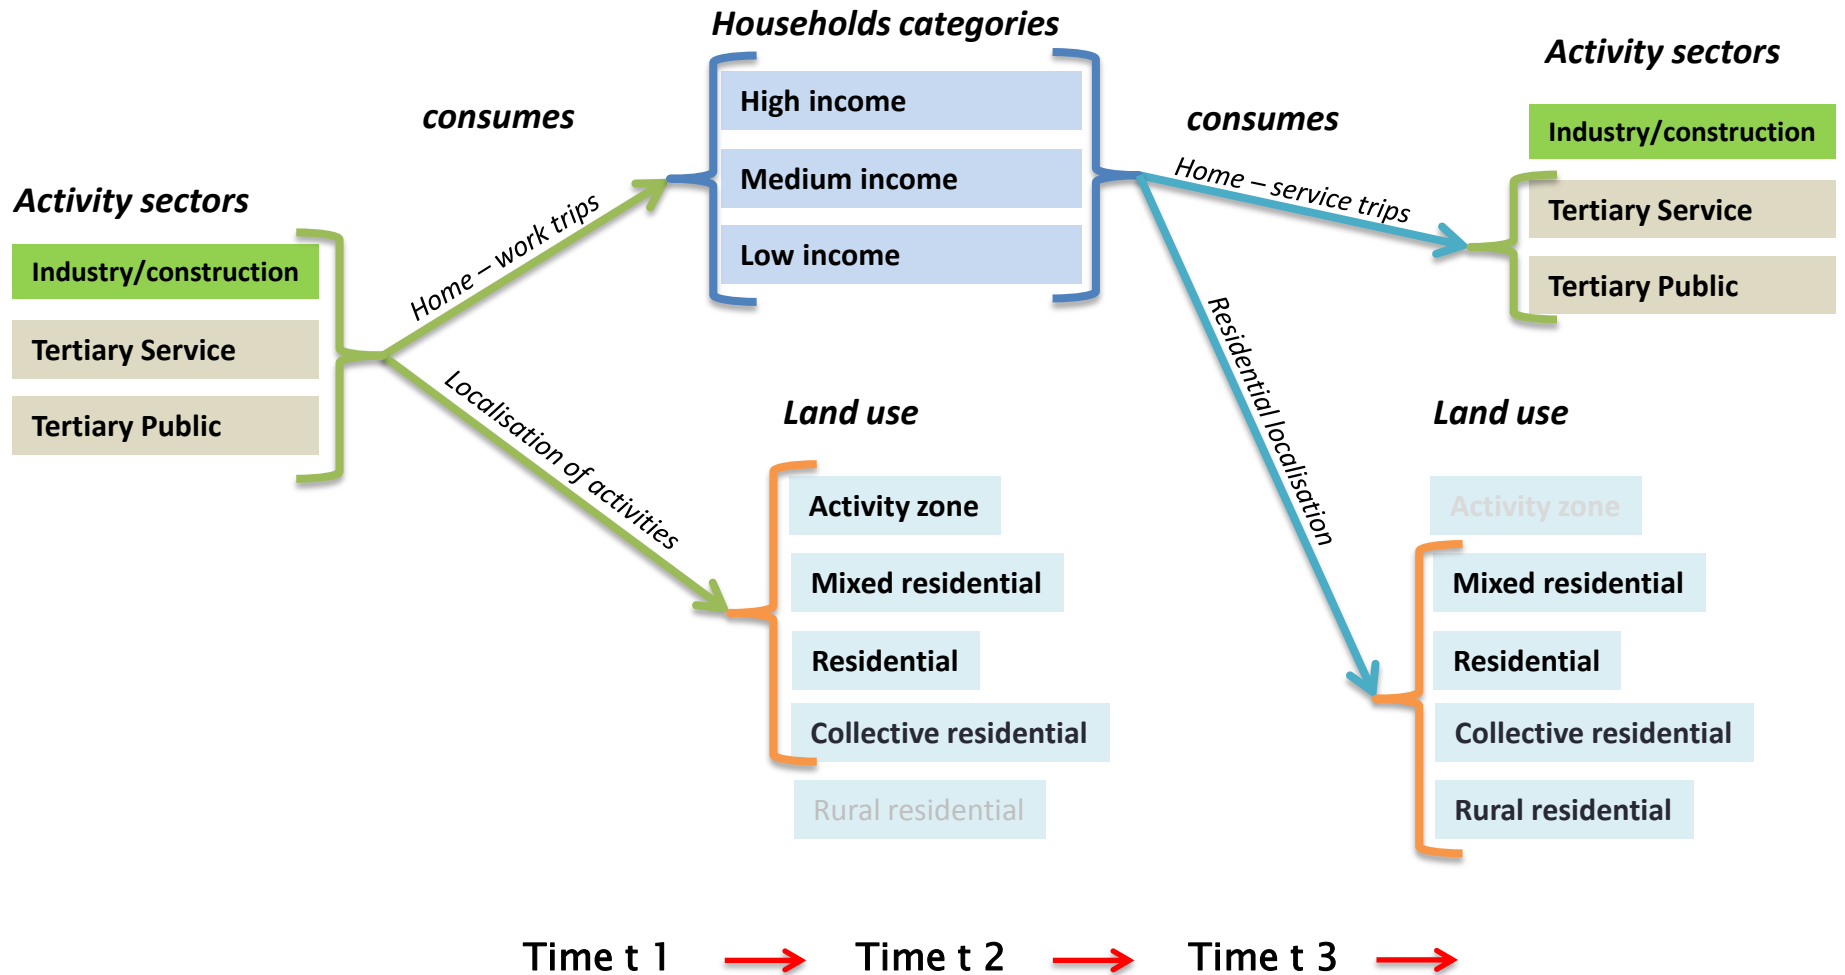 Households categories
High income
Medium income
Low income
consumes
Activity sectors
Industry/construction
Tertiary Service
Tertiary Public
Home – work trips
Localisation of activities
Land use
Activity zone
Mixed residential
Residential
Collective residential
Rural residential
consumes
Home – service trips
Residential localisation
Activity sectors
Industry/construction
Tertiary Service
Tertiary Public
Land use
Activity zone
Mixed residential
Residential
Collective residential
Rural residential
Time t 1
Time t 2
Time t 3